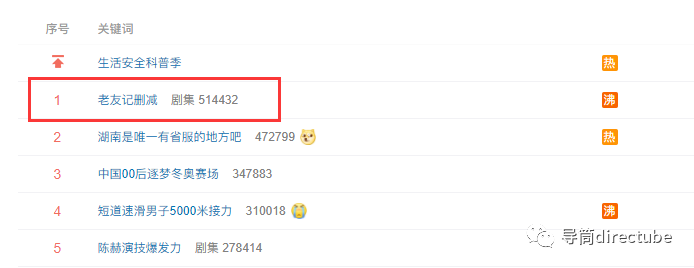 序号 关键词
生活安全科普季 热
1 老友记删减 剧集 514432 沸
2 湖南是唯一有省服的地方吧 472799 热
3 中国00后逐梦冬奥赛场 347883
4 短道速滑男子5000米接力 310018 沸
5 陈赫演技爆发力 剧集 278414
导筒directube